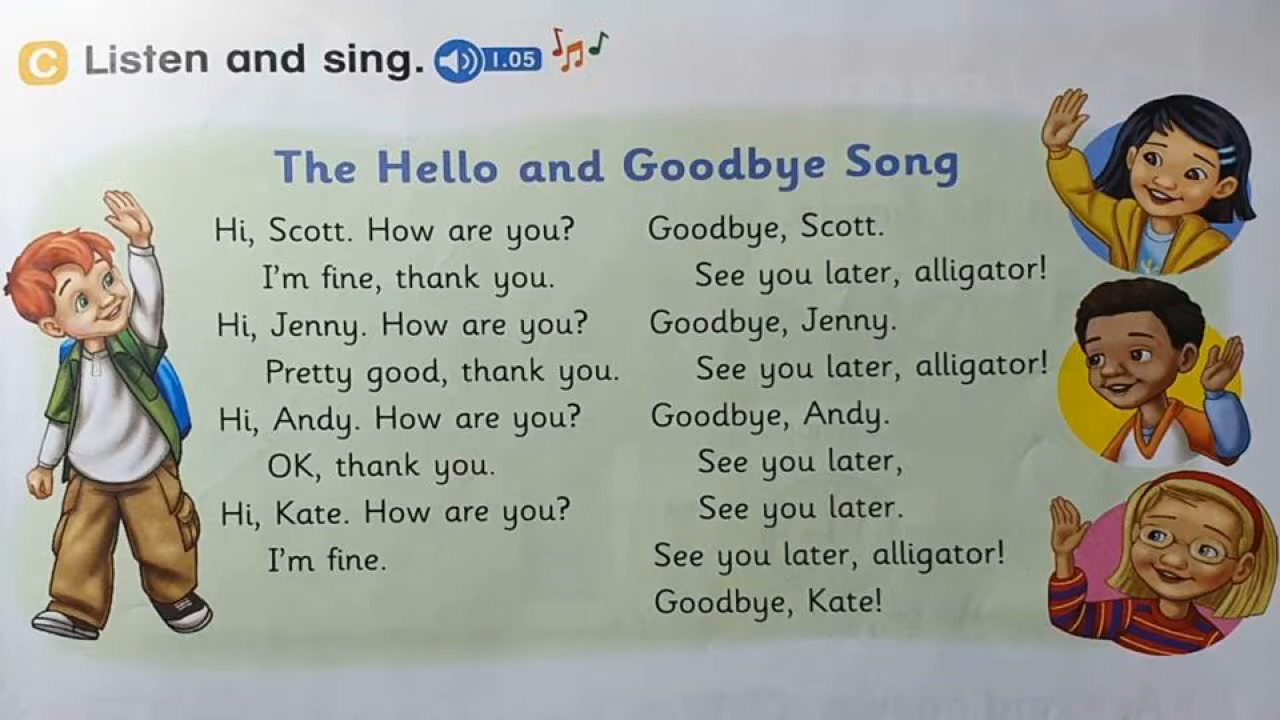 C Listen and sing. 1.05
The Hello and Goodbye Song
Hi, Scott. How are you?
I'm fine, thank you.
Hi, Jenny. How are you?
Pretty good, thank you.
Hi, Andy. How are you?
OK, thank you.
Hi, Kate. How are you?
I'm fine.
Goodbye, Scott.
See you later, alligator!
Goodbye, Jenny.
See you later, alligator!
Goodbye, Andy.
See you later,
See you later.
See you later, alligator!
Goodbye, Kate!